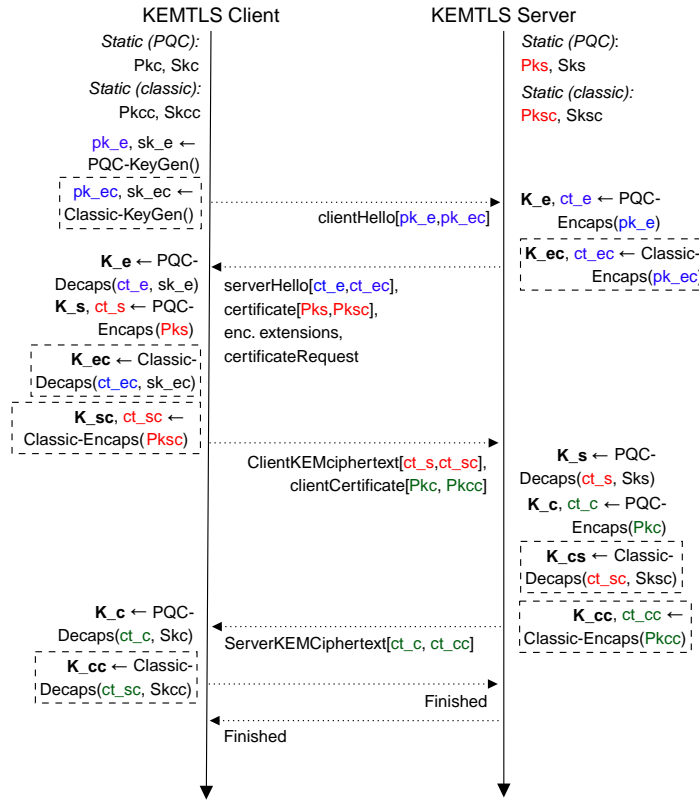 KEMTLS Client
KEMTLS Server
Static (PQC):
Pkc, Skc
Static (classic):
Pkcc, Skcc
Static (PQC):
Pks, Sks
Static (classic):
Pksc, Sksc
pk_e, sk_e ←
PQC-KeyGen()
pk_ec, sk_ec ←
Classic-KeyGen()
clientHello[pk_e,pk_ec]
K_e, ct_e ← PQC-
Encaps(pk_e)
K_ec, ct_ec ← Classic-
Encaps(pk_ec)
K_e ← PQC-
Decaps(ct_e, sk_e)
K_s, ct_s ← PQC-
Encaps(Pks)
K_ec ← Classic-
Decaps(ct_ec, sk_ec)
K_sc, ct_sc ←
Classic-Encaps(Pksc)
serverHello[ct_e,ct_ec],
certificate[Pks,Pksc],
enc. extensions,
certificateRequest
ClientKEMciphertext[ct_s,ct_sc],
clientCertificate[Pkc, Pkcc]
K_s ← PQC-
Decaps(ct_s, Sks)
K_c, ct_c ← PQC-
Encaps(Pkc)
K_cs ← Classic-
Decaps(ct_sc, Sksc)
K_cc, ct_cc ←
Classic-Encaps(Pkcc)
K_c ← PQC-
Decaps(ct_c, Skc)
K_cc ← Classic-
Decaps(ct_sc, Skcc)
ServerKEMCiphertext[ct_c, ct_cc]
Finished
Finished